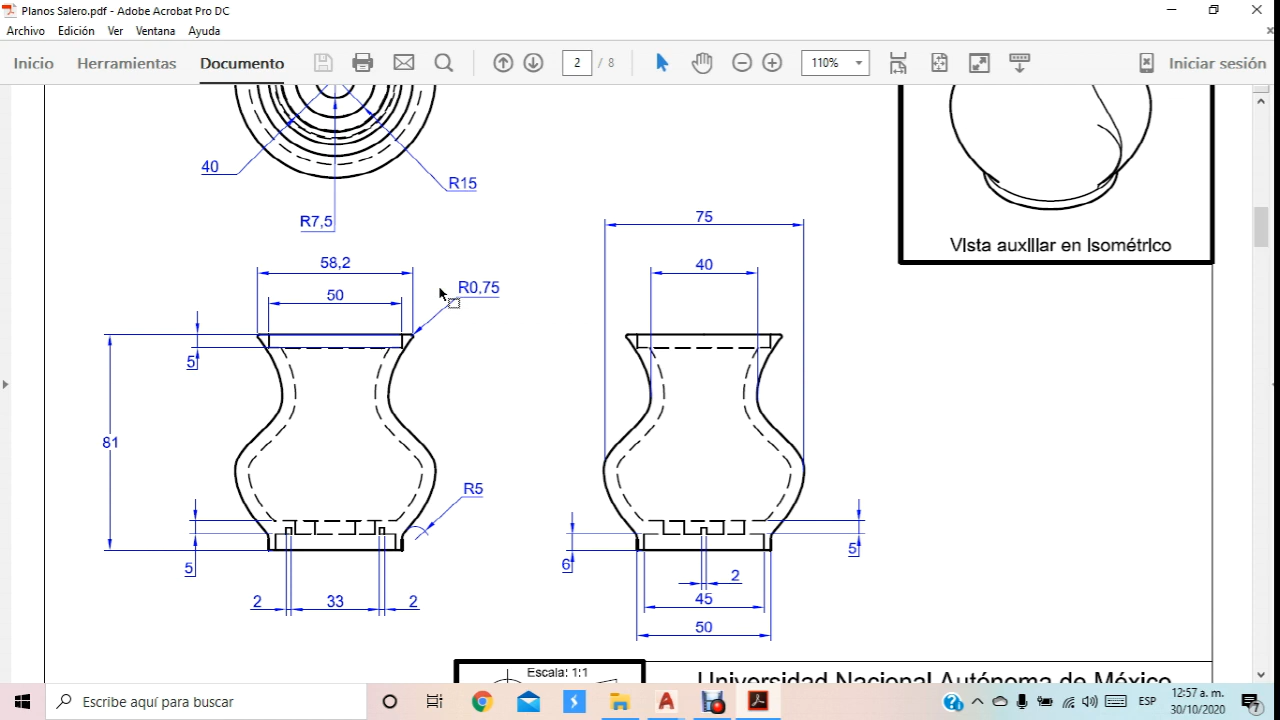 Planos Salero.pdf - Adobe Acrobat Pro DC
Archivo Edición Ver Ventana Ayuda
Inicio Herramientas Documento 2 / 8 110% Iniciar sesión
40
R15
R7,5
Vista auxiliar en isométrico
75
58,2
40
50
R0,75
5
81
R5
5
6
5
2
2 33 2
45
50
Escala: 1:1
Universidad Nacional Autónoma de México
Escribe aquí para buscar
ESP
12:57 a. m.
30/10/2020
7